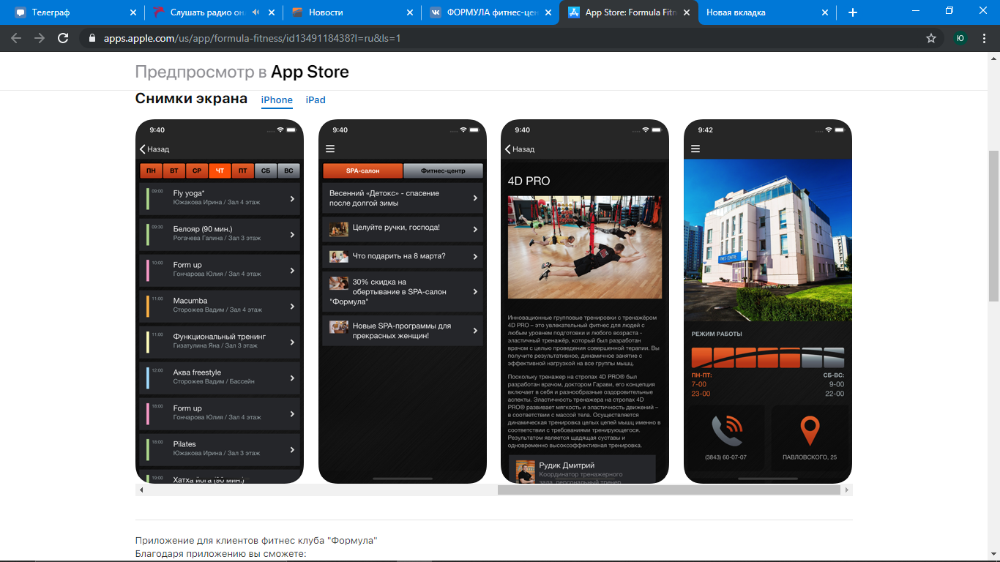 Телеграф
Слушать радио он
Новости
ФОРМУЛА фитнес-цен
App Store: Formula Fitn
Новая вкладка
apps.apple.com/us/app/formula-fitness/id1349118438?l=ru&ls=1
Ю
Предпросмотр в App Store
Снимки экрана
iPhone
iPad
9:40
Назад
ПН ВТ СР ЧТ ПТ СБ ВС
09:00
Fly yoga*
Южакова Ирина / Зал 4 этаж
09:30
Белояр (90 мин.)
Рогачева Галина / Зал 3 этаж
10:00
Form up
Гончарова Юлия / Зал 4 этаж
11:00
Macumba
Сторожев Вадим / Зал 4 этаж
11:00
Функциональный тренинг
Гизатулина Яна / Зал 3 этаж
12:00
Аква freestyle
Сторожев Вадим / Бассейн
18:00
Form up
Гончарова Юлия / Зал 4 этаж
18:00
Pilates
Южакова Ирина / Зал 3 этаж
19:00
Хатха йога (90 мин.)
9:40
SPA-салон
Фитнес-центр
Весенний «Детокс» - спасение
после долгой зимы
Целуйте ручки, господа!
Что подарить на 8 марта?
30% скидка на
обертывание в SPA-салон
"Формула"
Новые SPA-программы для
прекрасных женщин!
9:40
Назад
4D PRO
Инновационные групповые тренировки с тренажёром
4D PRO – это увлекательный фитнес для людей с
любым уровнем подготовки и любого возраста -
эластичный тренажёр, который был разработан
врачом с целью проведения совершенной терапии. Вы
получите результативное, динамичное занятие с
эффективной нагрузкой на все группы мышц.
Поскольку тренажер на стропах 4D PRO® был
разработан врачом, доктором Гарави, его концепция
включает в себя и разнообразные оздоровительные
аспекты. Эластичность тренажера на стропах 4D
PRO® развивает мягкость и эластичность движений –
в соответствии с массой тела. Осуществляется
динамическая тренировка целых цепей мышц именно в
соответствии с требованиями тренирующегося.
Результатом является щадящая суставы и
одновременно высокоэффективная тренировка.
Рудик Дмитрий
Координатор тренажерного
зала, персональный тренер
9:42
FITNESS CENTRE
РЕЖИМ РАБОТЫ
ПН-ПТ:
7-00
23-00
СБ-ВС:
9-00
22-00
(3843) 60-07-07
ПАВЛОВСКОГО, 25
Приложение для клиентов фитнес клуба "Формула"
Благодаря приложению вы сможете: